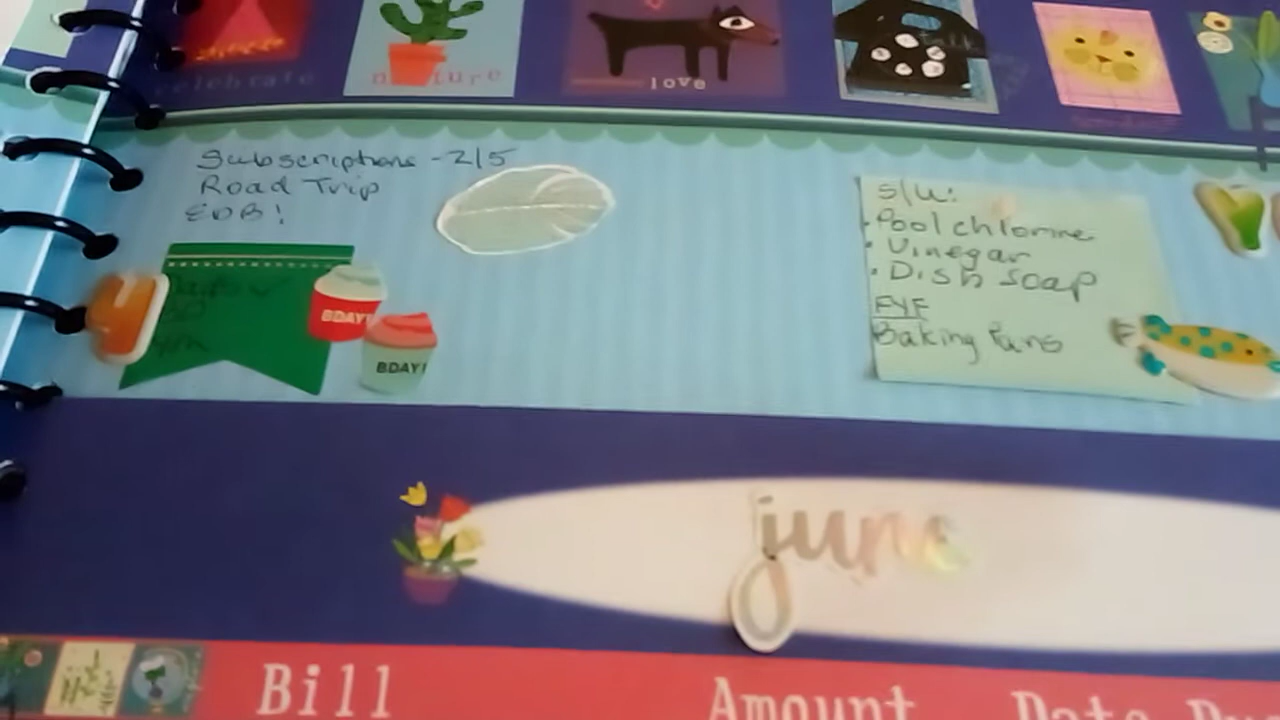 celebrate
nature
love
Subscriptions - 2/5
Road Trip
EOB!
S/U:
• Pool chlorine
• Vinegar
• Dish Soap
FYF
Baking Pans
BDAY!
BDAY!
june
Bill
Amount
Date